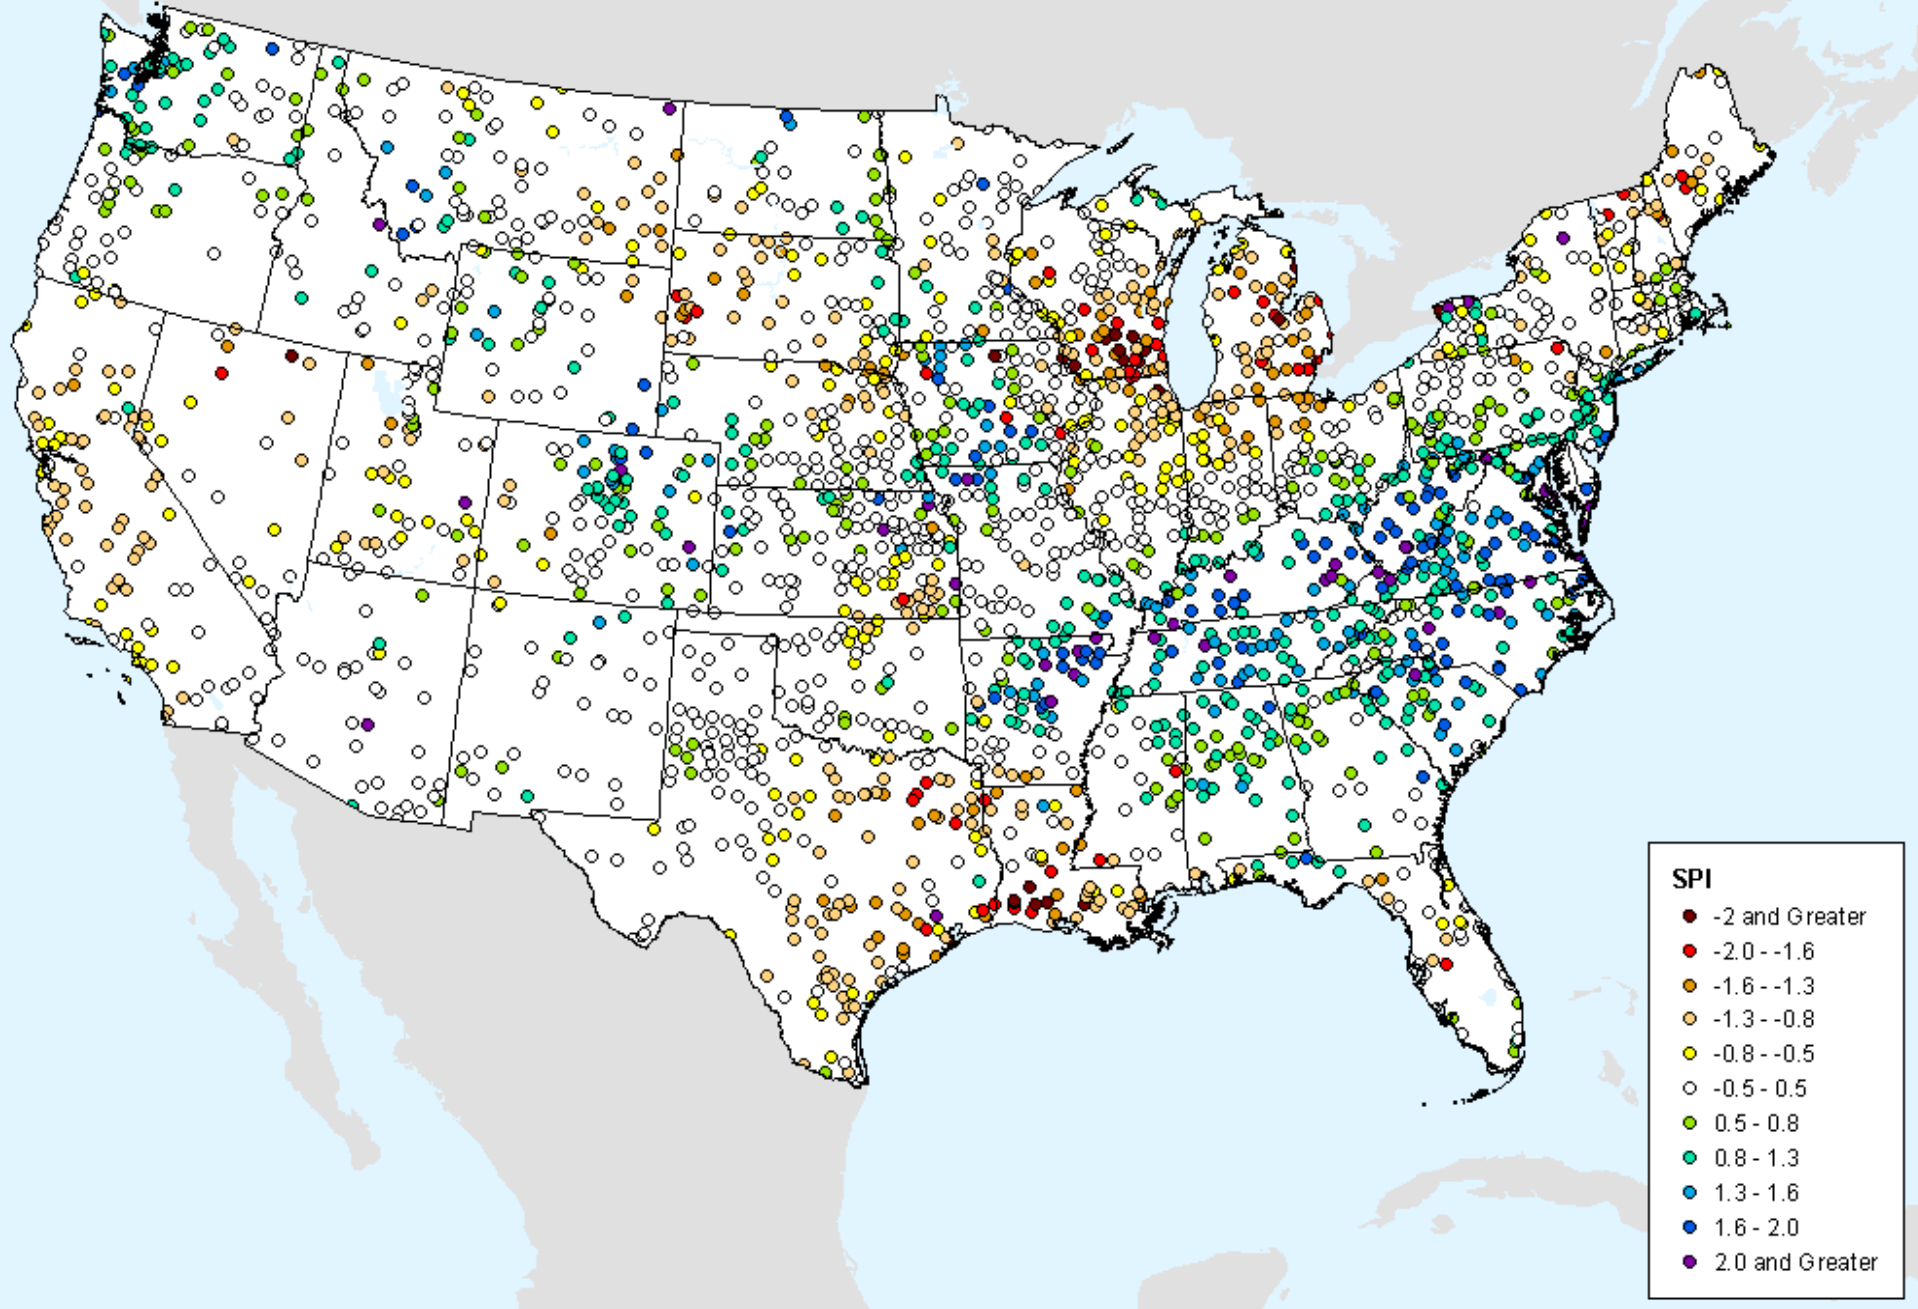 SPI
-2 and Greater
-2.0 - -1.6
-1.6 - -1.3
-1.3 - -0.8
-0.8 - -0.5
-0.5 - 0.5
0.5 - 0.8
0.8 - 1.3
1.3 - 1.6
1.6 - 2.0
2.0 and Greater